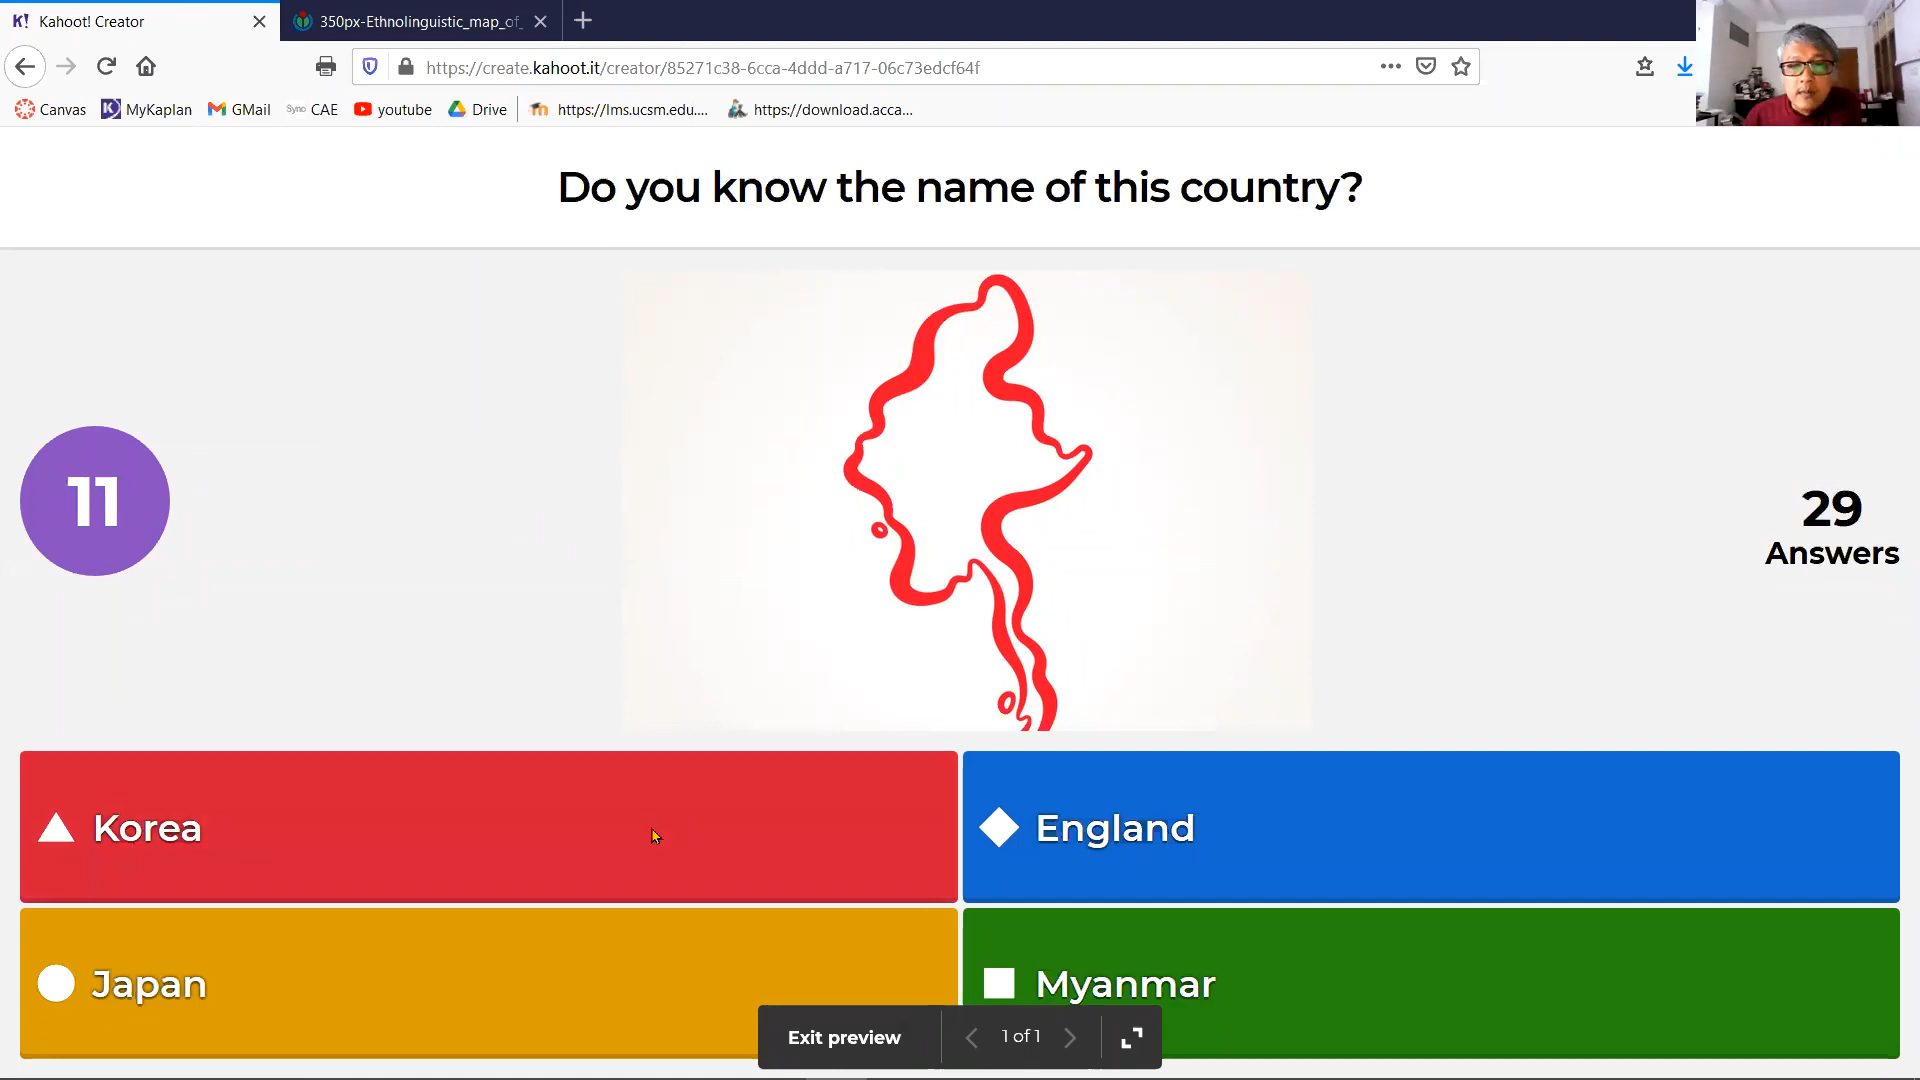 K! Kahoot! Creator
350px-Ethnolinguistic_map_of_
https://create.kahoot.it/creator/85271c38-6cca-4ddd-a717-06c73edcf64f
Canvas MyKaplan GMail Syno CAE youtube Drive https://lms.ucsm.edu.... https://download.acca...
Do you know the name of this country?
11
29
Answers
Korea
England
Japan
Myanmar
Exit preview 1 of 1